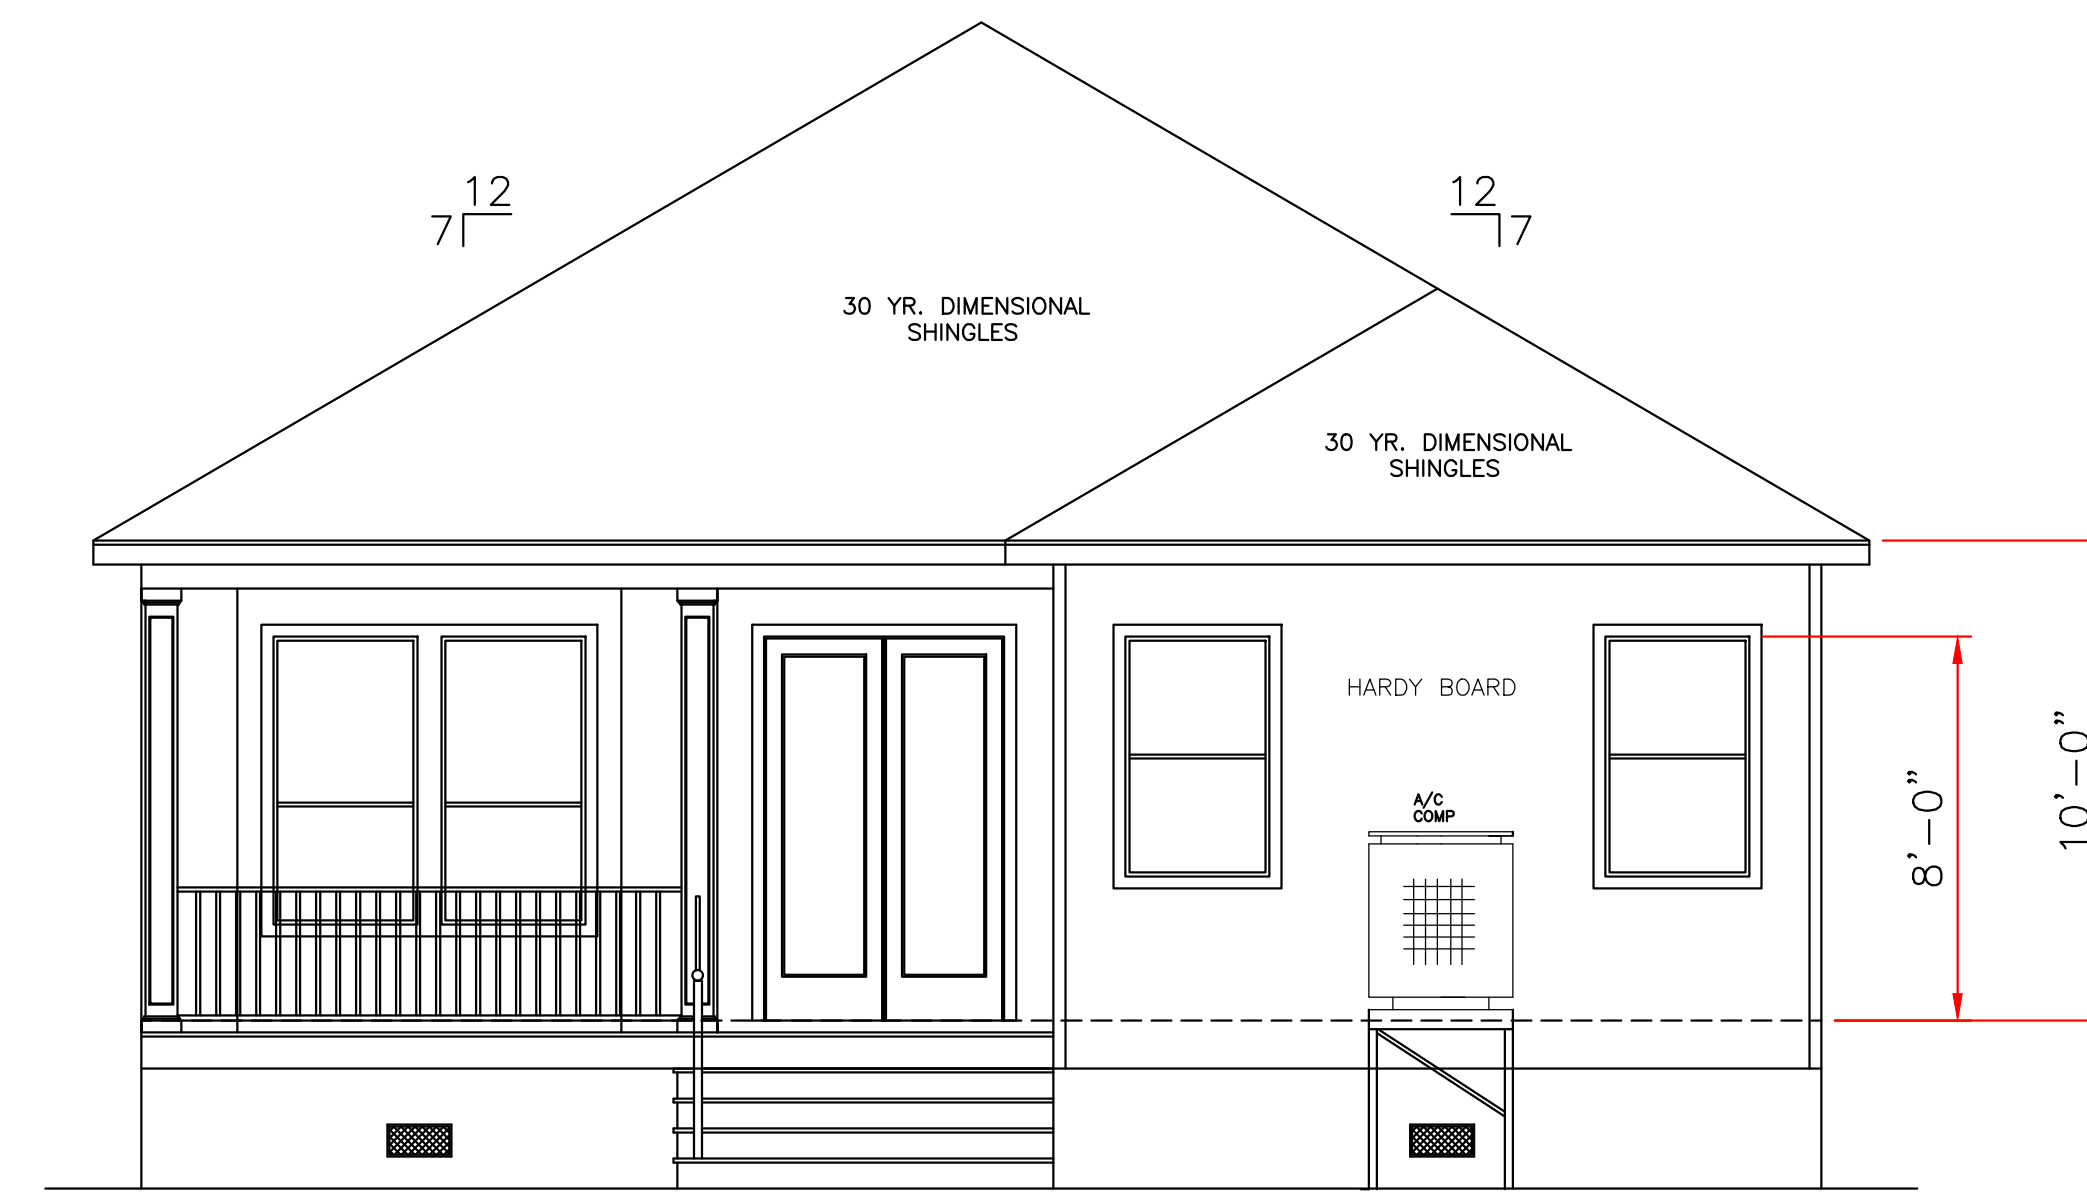 12
7
12
7
30 YR. DIMENSIONAL
SHINGLES
30 YR. DIMENSIONAL
SHINGLES
HARDY BOARD
A/C
COMP
8'-0"
10'-0"